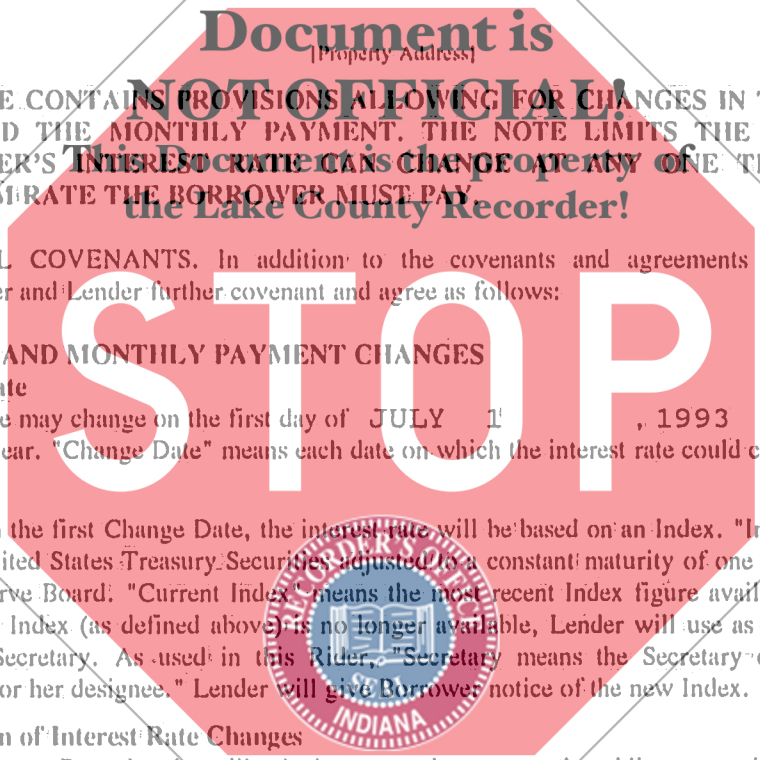 Document is
[Property Address]
NOT OFFICIAL!
E CONTAINS PROVISIONS ALLOWING FOR CHANGES IN
D THE MONTHLY PAYMENT. THE NOTE LIMITS THE
This Document is the property of
ER'S INTEREST RATE CAN CHANGE AT ANY ONE T
M RATE THE BORROWER MUST PAY.
the Lake County Recorder!
L COVENANTS. In addition to the covenants and agreements
er and Lender further covenant and agree as follows:
STOP
AND MONTHLY PAYMENT CHANGES
ate
e may change on the first day of JULY 1 , 1993
ear. "Change Date" means each date on which the interest rate could c
the first Change Date, the interest rate will be based on an Index. "In
ited States Treasury Securities adjusted to a constant maturity of one
rve Board. "Current Index" means the most recent Index figure avail
Index (as defined above) is no longer available, Lender will use as
Secretary. As used in this Rider, "Secretary" means the Secretary
or her designee." Lender will give Borrower notice of the new Index.
RECORDER'S OFFICE
SEAL
INDIANA
n of Interest Rate Changes